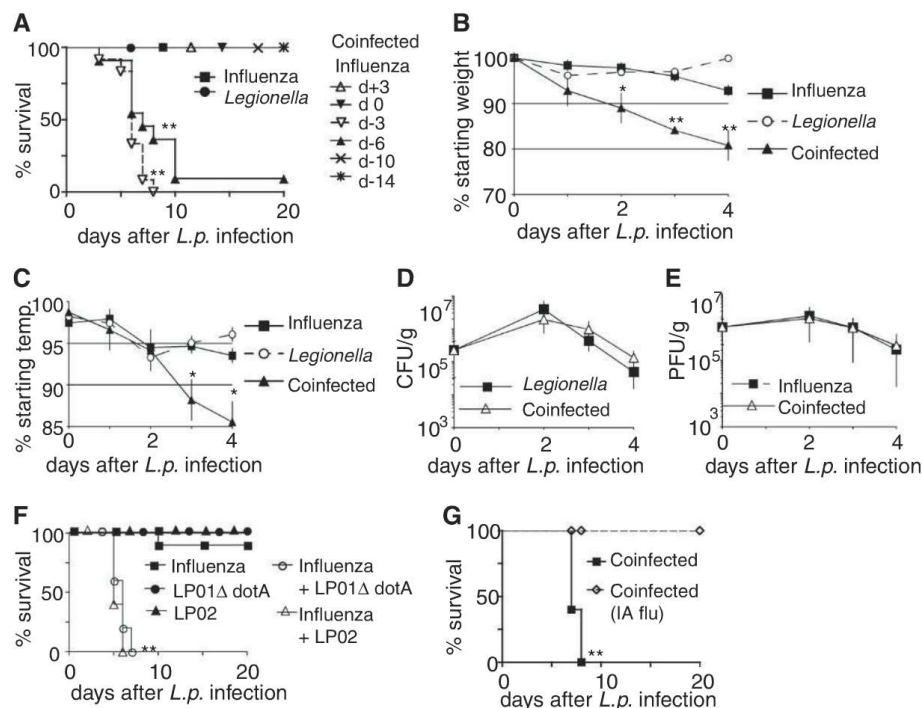 A
% survival
100
50
0
0 10 20
days after L.p. infection
Influenza
Legionella
**
**
Coinfected
Influenza
d+3
d 0
d-3
d-6
d-10
d-14
B
% starting weight
100
90
80
70
0 2 4
days after L.p. infection
*
**
**
Influenza
Legionella
Coinfected
C
% starting temp.
100
95
90
85
0 2 4
days after L.p. infection
*
*
Influenza
Legionella
Coinfected
D
CFU/g
10^7
10^5
10^3
0 2 4
days after L.p. infection
Legionella
Coinfected
E
PFU/g
10^7
10^5
10^3
0 2 4
days after L.p. infection
Influenza
Coinfected
F
% survival
100
50
0
0 5 10 15 20
days after L.p. infection
**
Influenza
LP01Δ dotA
LP02
Influenza
+ LP01Δ dotA
Influenza
+ LP02
G
% survival
100
50
0
0 10 20
days after L.p. infection
**
Coinfected
Coinfected
(IA flu)